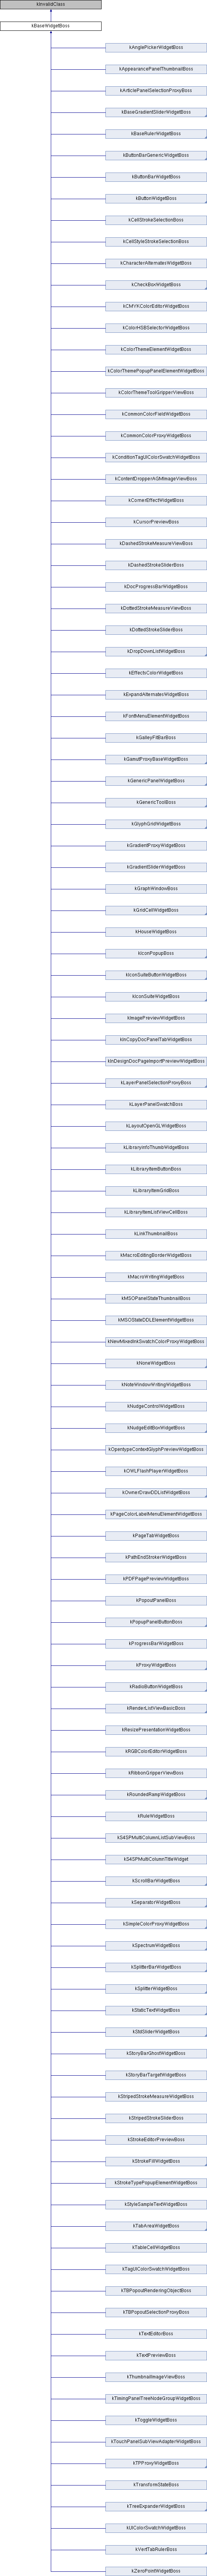 kInvalidClass
kBaseWidgetBoss
kAnglePickerWidgetBoss
kAppearancePanelThumbnailBoss
kArticlePanelSelectionProxyBoss
kBaseGradientSliderWidgetBoss
kBaseRulerWidgetBoss
kButtonBarGenericWidgetBoss
kButtonBarWidgetBoss
kButtonWidgetBoss
kCellStrokeSelectionBoss
kCellStyleStrokeSelectionBoss
kCharacterAlternatesWidgetBoss
kCheckBoxWidgetBoss
kCMYKColorEditorWidgetBoss
kColorHSBSelectorWidgetBoss
kColorThemeElementWidgetBoss
kColorThemePopupPanelElementWidgetBoss
kColorThemeToolGripperViewBoss
kCommonColorFieldWidgetBoss
kCommonColorProxyWidgetBoss
kConditionTagUIColorSwatchWidgetBoss
kContentDropperAGMImageViewBoss
kCornerEffectWidgetBoss
kCursorPreviewBoss
kDashedStrokeMeasureViewBoss
kDashedStrokeSliderBoss
kDocProgressBarWidgetBoss
kDottedStrokeMeasureViewBoss
kDottedStrokeSliderBoss
kDropDownListWidgetBoss
kEffectsColorWidgetBoss
kExpandAlternatesWidgetBoss
kFontMenuElementWidgetBoss
kGalleyFitBarBoss
kGamutProxyBaseWidgetBoss
kGenericPanelWidgetBoss
kGenericToolBoss
kGlyphGridWidgetBoss
kGradientProxyWidgetBoss
kGradientSliderWidgetBoss
kGraphWindowBoss
kGridCellWidgetBoss
kHouseWidgetBoss
kIconPopupBoss
kIconSuiteButtonWidgetBoss
kIconSuiteWidgetBoss
kImagePreviewWidgetBoss
kInCopyDocPanelTabWidgetBoss
kInDesignDocPageImportPreviewWidgetBoss
kLayerPanelSelectionProxyBoss
kLayerPanelSwatchBoss
kLayoutOpenGLWidgetBoss
kLibraryInfoThumbWidgetBoss
kLibraryItemButtonBoss
kLibraryItemGridBoss
kLibraryItemListViewCellBoss
kLinkThumbnailBoss
kMacroEditingBorderWidgetBoss
kMacroWritingWidgetBoss
kMSOPanelStateThumbnailBoss
kMSOStateDDLElementWidgetBoss
kNewMixedInkSwatchColorProxyWidgetBoss
kNoneWidgetBoss
kNoteWindowWritingWidgetBoss
kNudgeControlWidgetBoss
kNudgeEditBoxWidgetBoss
kOpentypeContextGlyphPreviewWidgetBoss
kOWLFlashPlayerWidgetBoss
kOwnerDrawDDListWidgetBoss
kPageColorLabelMenuElementWidgetBoss
kPageTabWidgetBoss
kPathEndStrokerWidgetBoss
kPDFPagePreviewWidgetBoss
kPopoutPanelBoss
kPopupPanelButtonBoss
kProgressBarWidgetBoss
kProxyWidgetBoss
kRadioButtonWidgetBoss
kRenderListViewBasicBoss
kResizePresentationWidgetBoss
kRGBColorEditorWidgetBoss
kRibbonGripperViewBoss
kRoundedRampWidgetBoss
kRuleWidgetBoss
kS4SPMultiColumnListSubViewBoss
kS4SPMultiColumnTitleWidget
kScrollBarWidgetBoss
kSeparatorWidgetBoss
kSimpleColorProxyWidgetBoss
kSpectrumWidgetBoss
kSplitterBarWidgetBoss
kSplitterWidgetBoss
kStaticTextWidgetBoss
kStdSliderWidgetBoss
kStoryBarGhostWidgetBoss
kStoryBarTargetWidgetBoss
kStripedStrokeMeasureWidgetBoss
kStripedStrokeSliderBoss
kStrokeEditorPreviewBoss
kStrokeFillWidgetBoss
kStrokeTypePopupElementWidgetBoss
kStyleSampleTextWidgetBoss
kTabAreaWidgetBoss
kTableCellWidgetBoss
kTagUIColorSwatchWidgetBoss
kTBPopoutRenderingObjectBoss
kTBPopoutSelectionProxyBoss
kTextEditorBoss
kTextPreviewBoss
kThumbnailImageViewBoss
kTimingPanelTreeNodeGroupWidgetBoss
kToggleWidgetBoss
kTouchPanelSubViewAdapterWidgetBoss
kTPProxyWidgetBoss
kTransformStateBoss
kTreeExpanderWidgetBoss
kUIColorSwatchWidgetBoss
kVertTabRulerBoss
kZeroPointWidgetBoss